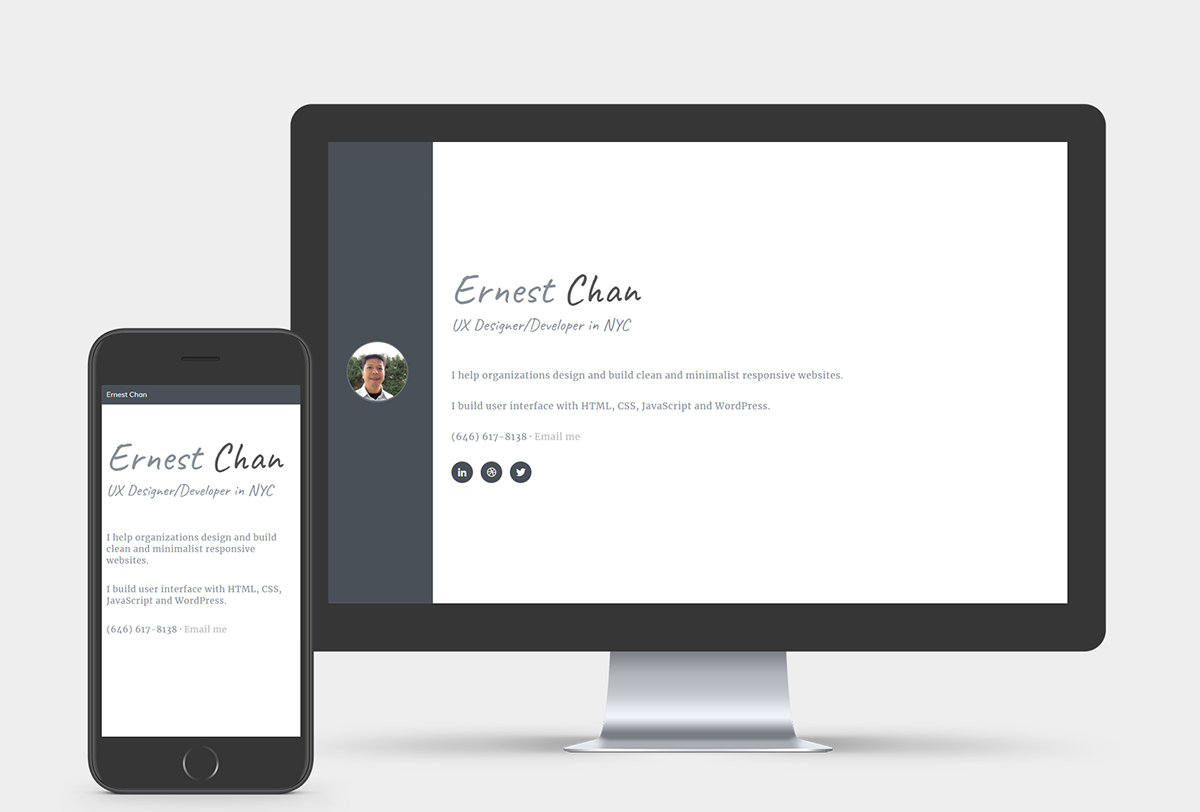 Ernest Chan
UX Designer/Developer in NYC
I help organizations design and build clean and minimalist responsive websites.
I build user interface with HTML, CSS, JavaScript and WordPress.
(646) 617-8138 · Email me
in
Ernest Chan
Ernest Chan
UX Designer/Developer in NYC
I help organizations design and build
clean and minimalist responsive
websites.
I build user interface with HTML, CSS,
JavaScript and WordPress.
(646) 617-8138 · Email me